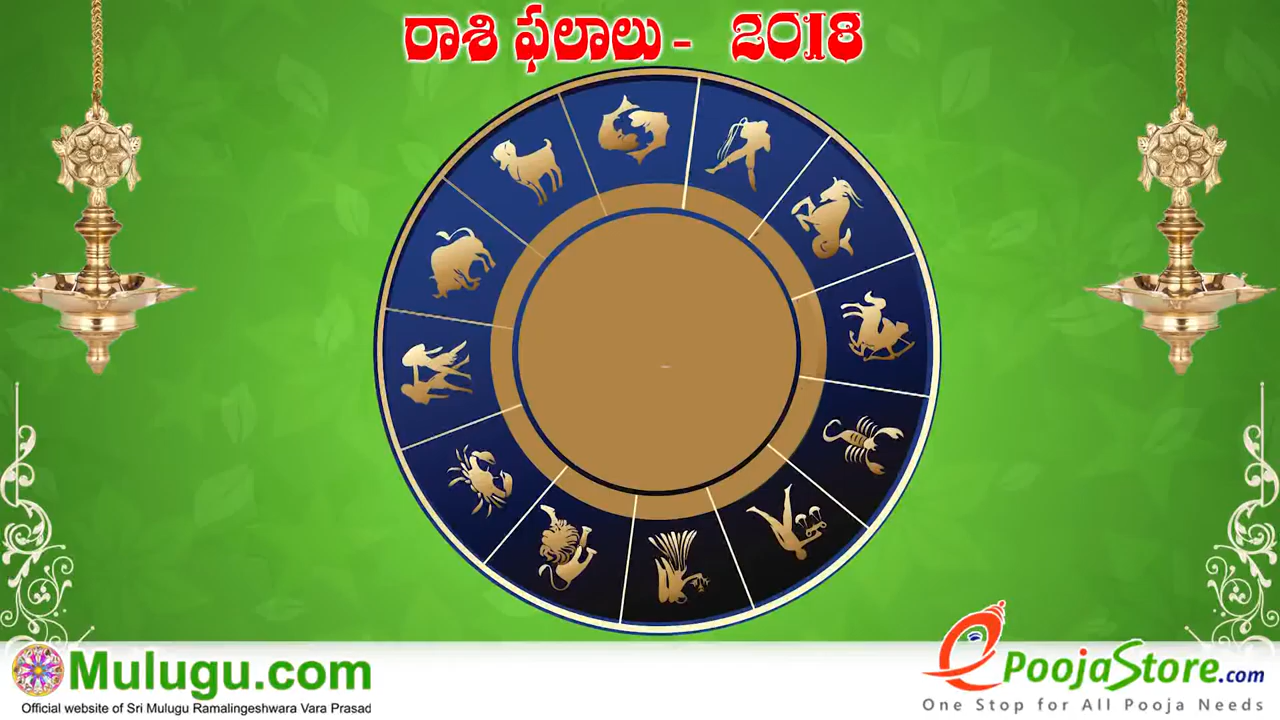 రాశి ఫలాలు - 2018
Mulugu.com
Official website of Sri Mulugu Ramalingeshwara Vara Prasad
ePoojaStore.com
One Stop for All Pooja Needs